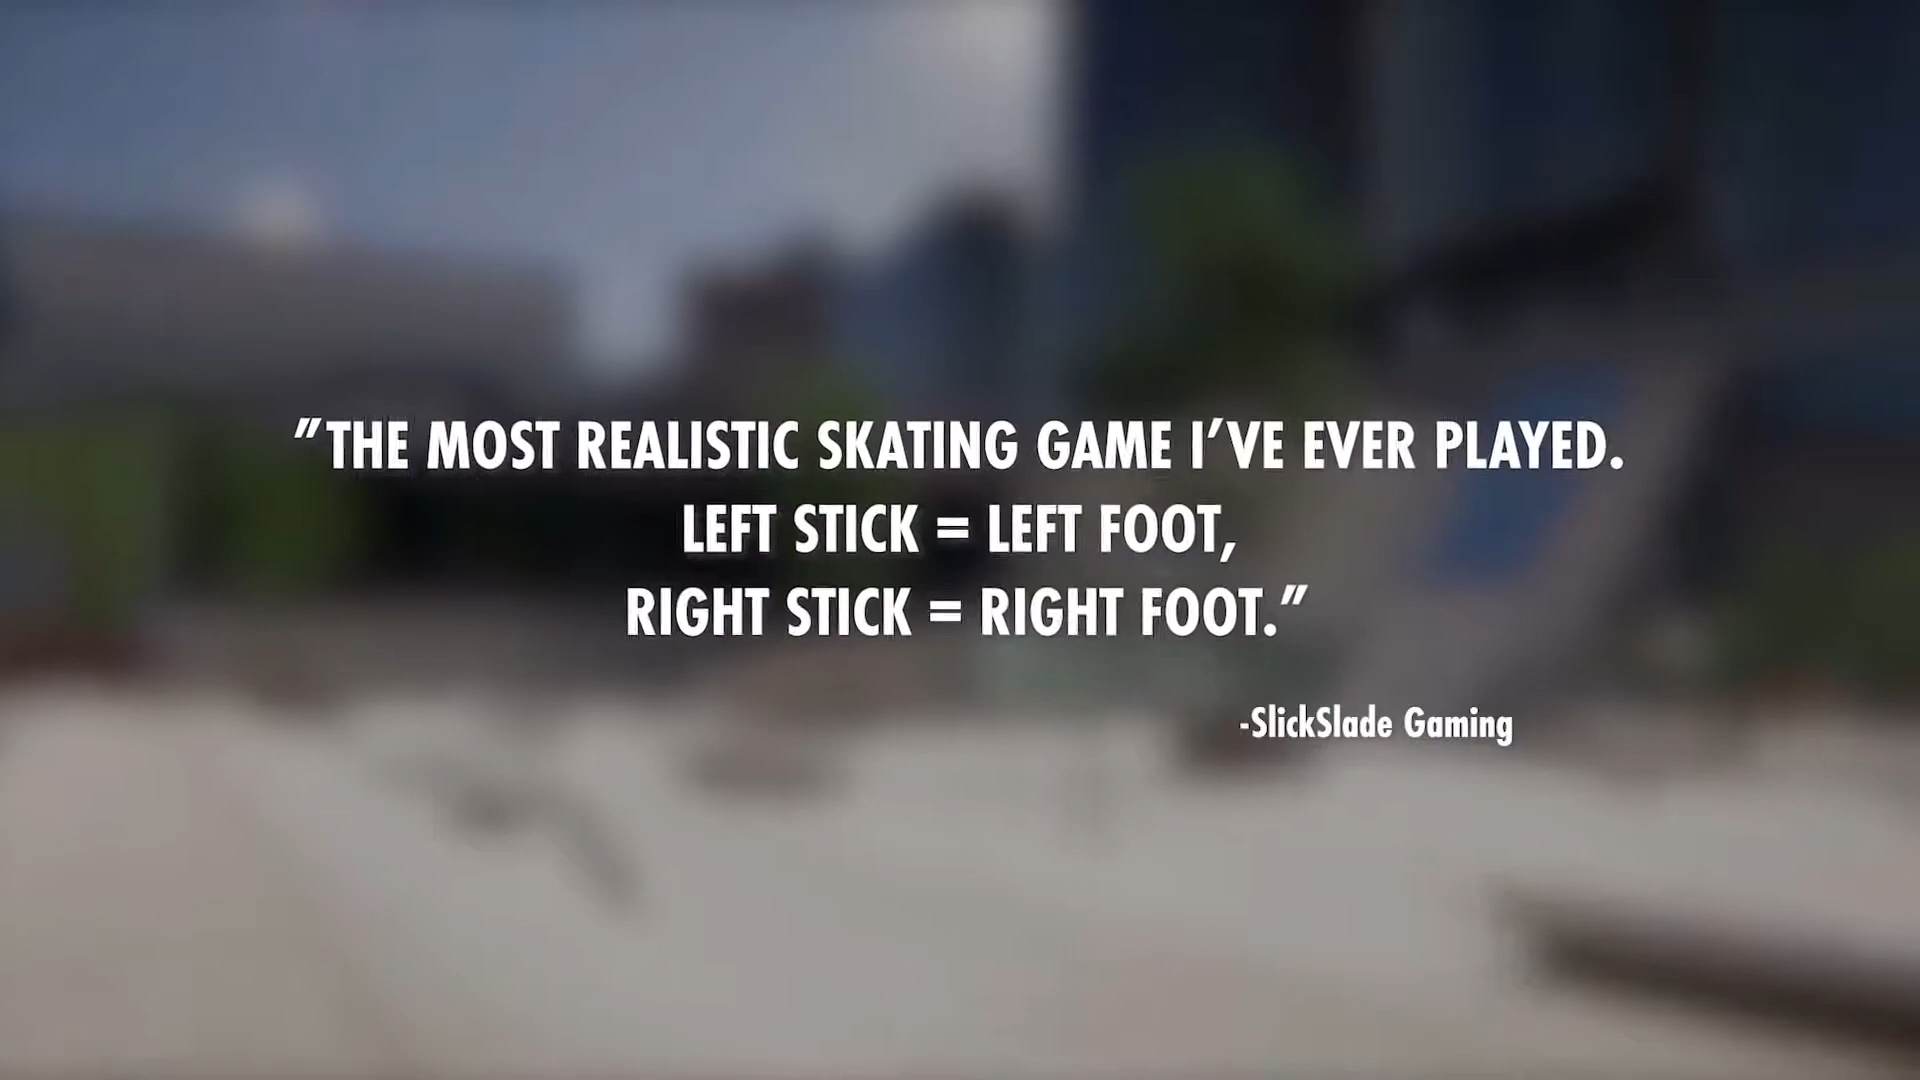 "THE MOST REALISTIC SKATING GAME I'VE EVER PLAYED.
LEFT STICK = LEFT FOOT,
RIGHT STICK = RIGHT FOOT."
-SlickSlade Gaming